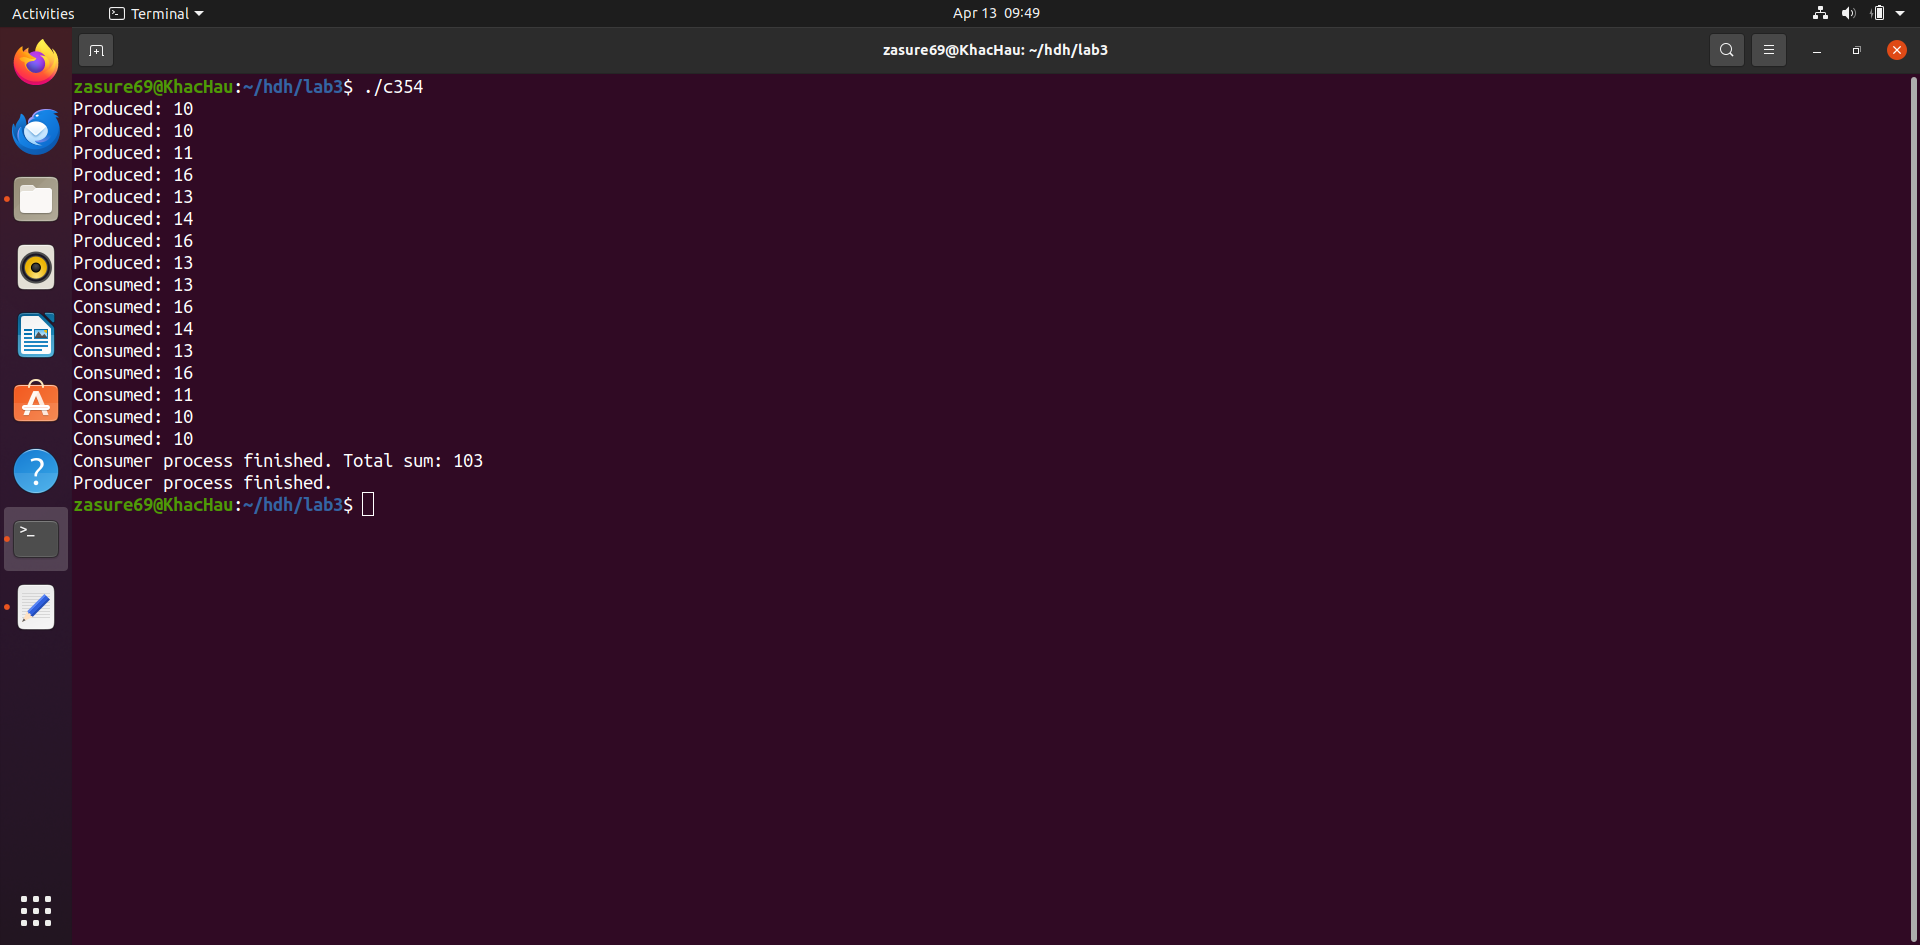 Activities
Terminal
Apr 13 09:49
zasure69@KhacHau: ~/hdh/lab3
zasure69@KhacHau:~/hdh/lab3$ ./c354
Produced: 10
Produced: 10
Produced: 11
Produced: 16
Produced: 13
Produced: 14
Produced: 16
Produced: 13
Consumed: 13
Consumed: 16
Consumed: 14
Consumed: 13
Consumed: 16
Consumed: 11
Consumed: 10
Consumed: 10
Consumer process finished. Total sum: 103
Producer process finished.
zasure69@KhacHau:~/hdh/lab3$